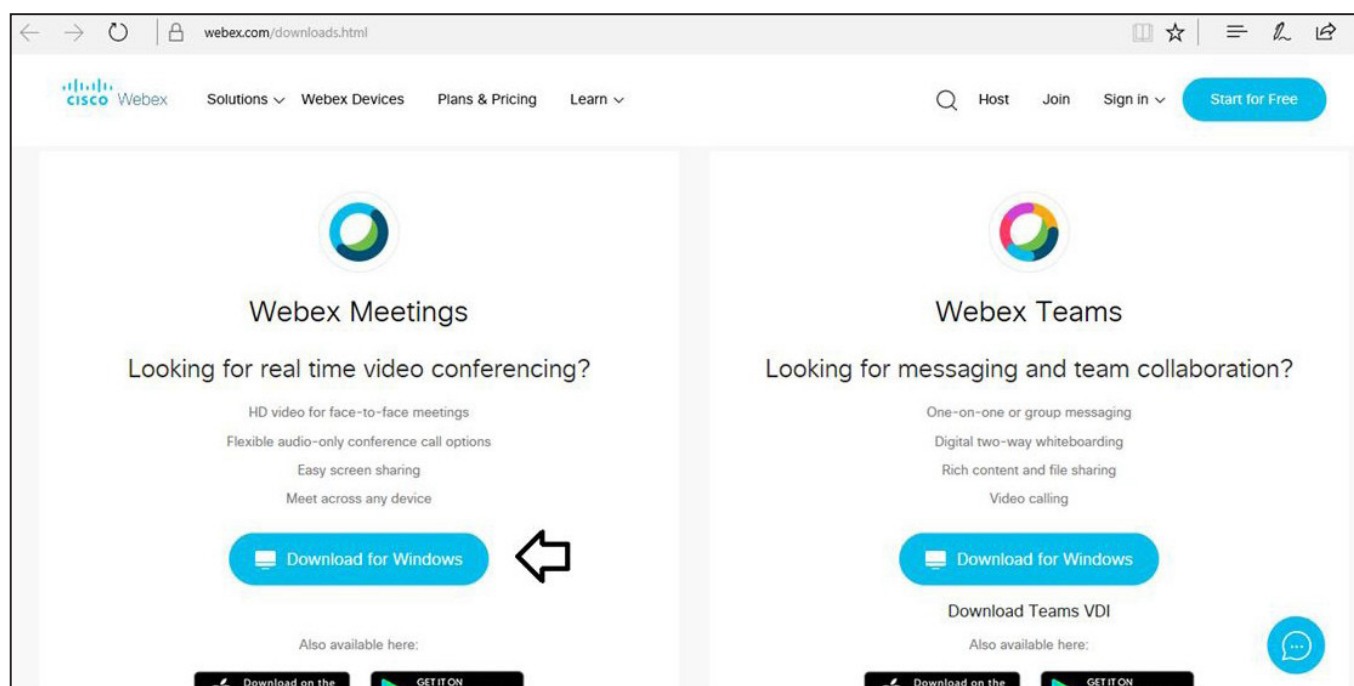 webex.com/downloads.html
CISCO Webex Solutions Webex Devices Plans & Pricing Learn Host Join Sign in Start for Free
Webex Meetings
Looking for real time video conferencing?
HD video for face-to-face meetings
Flexible audio-only conference call options
Easy screen sharing
Meet across any device
Download for Windows
Also available here:
Download on the
GET IT ON
Webex Teams
Looking for messaging and team collaboration?
One-on-one or group messaging
Digital two-way whiteboarding
Rich content and file sharing
Video calling
Download for Windows
Download Teams VDI
Also available here:
Download on the
GET IT ON